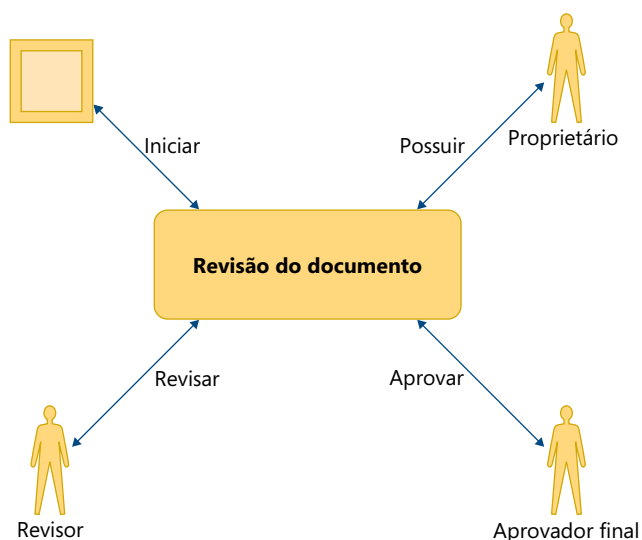 Proprietário
Iniciar
Possuir
Revisão do documento
Revisar
Aprovar
Revisor
Aprovador final